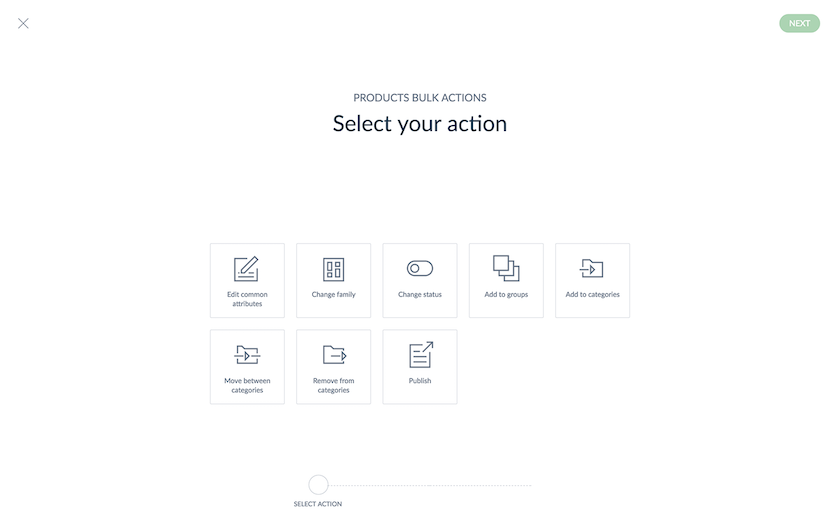 NEXT
PRODUCTS BULK ACTIONS
Select your action
Edit common
attributes
Change family
Change status
Add to groups
Add to categories
Move between
categories
Remove from
categories
Publish
SELECT ACTION